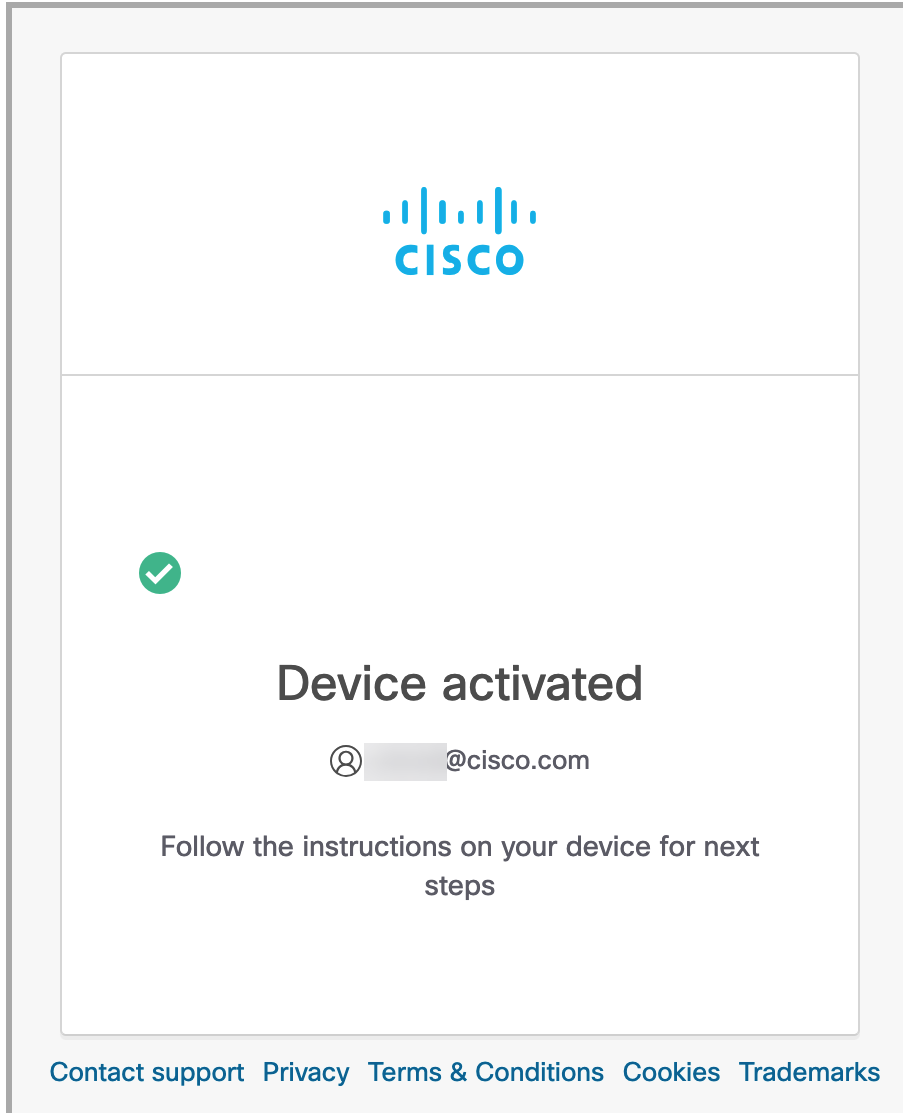 CISCO
Device activated
@cisco.com
Follow the instructions on your device for next
steps
Contact support Privacy Terms & Conditions Cookies Trademarks